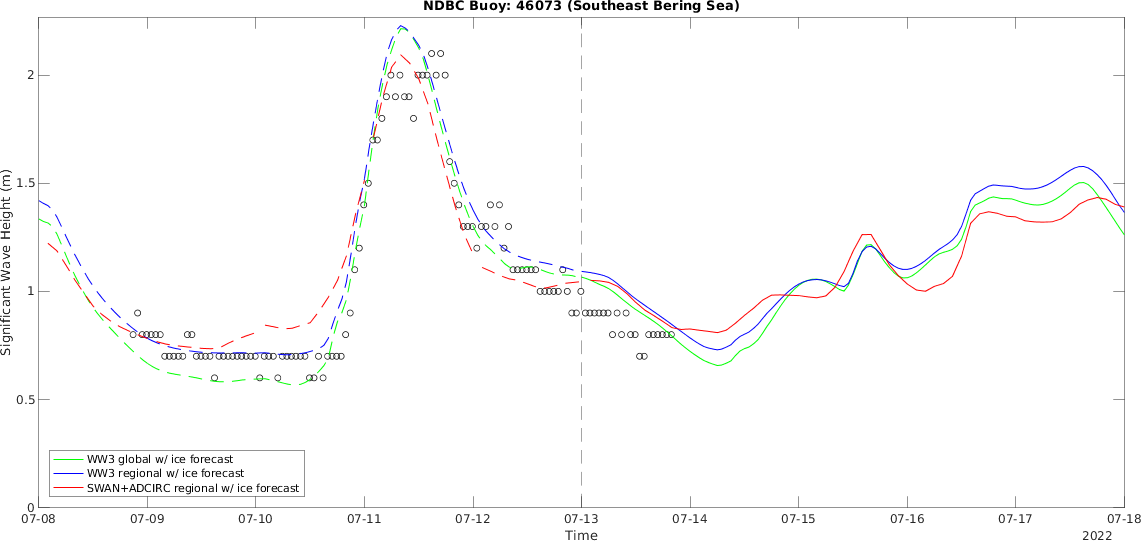 NDBC Buoy: 46073 (Southeast Bering Sea)
Significant Wave Height (m)
2
1.5
1
0.5
0
WW3 global w/ ice forecast
WW3 regional w/ ice forecast
SWAN+ADCIRC regional w/ ice forecast
07-08 07-09 07-10 07-11 07-12 07-13 07-14 07-15 07-16 07-17 07-18
Time
2022